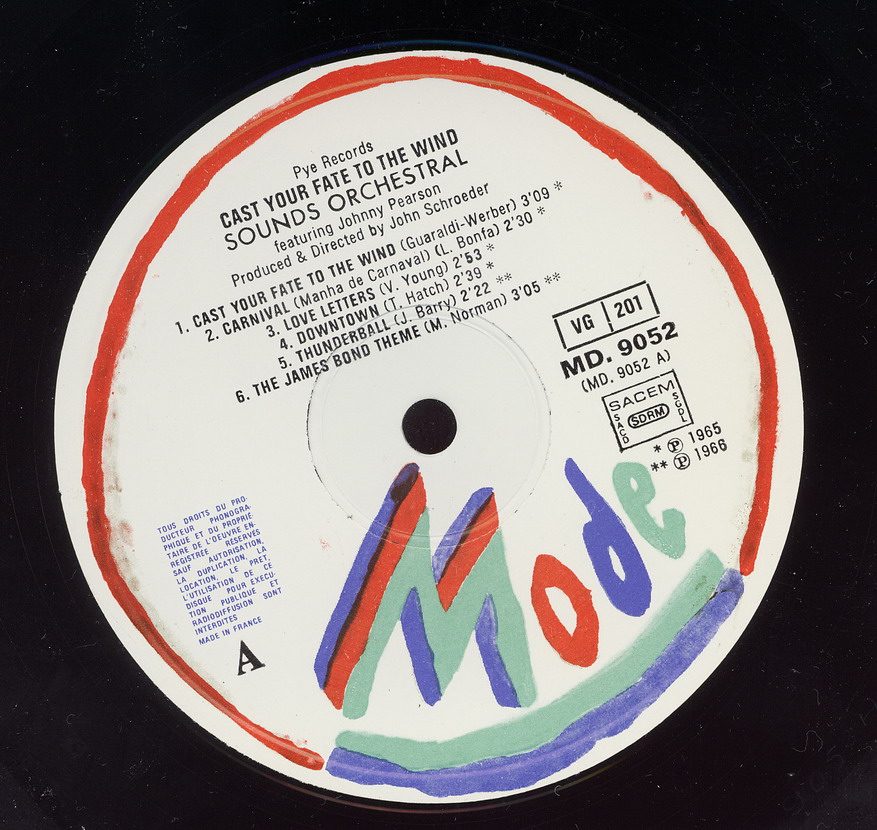 Pye Records
CAST YOUR FATE TO THE WIND
SOUNDS ORCHESTRAL
featuring Johnny Pearson
Produced & Directed by John Schroeder
1. CAST YOUR FATE TO THE WIND (Guaraldi-Werber) 3'09 *
2. CARNIVAL (Manha de Carnaval) (L. Bonfa) 2'30 *
3. LOVE LETTERS (V. Young) 2'53 *
4. DOWNTOWN (T. Hatch) 2'39 *
5. THUNDERBALL (J. Barry) 2'22 **
6. THE JAMES BOND THEME (M. Norman) 3'05 **
VG 201
MD. 9052
(MD. 9052 A)
SACEM
SACD SDRM SGDL
* ℗ 1965
** ℗ 1966
Mode
TOUS DROITS DU PRO-
DUCTEUR PHONOGRA-
PHIQUE ET DU PROPRIE-
TAIRE DE L'OEUVRE EN-
REGISTREE RESERVES
SAUF AUTORISATION,
LA DUPLICATION, LA
LOCATION, LE PRET,
L'UTILISATION DE CE
DISQUE POUR EXECU-
TION PUBLIQUE ET
RADIODIFFUSION SONT
INTERDITES
MADE IN FRANCE
A